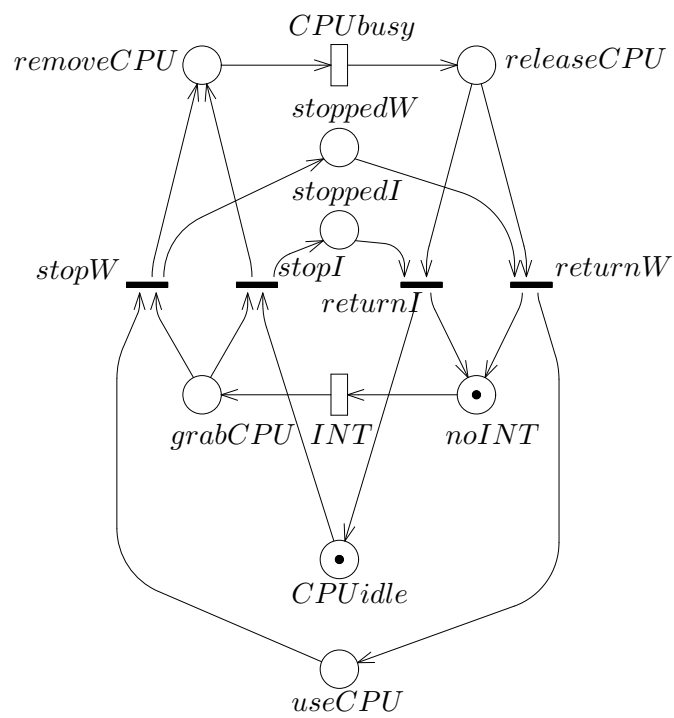 CPUbusy
removeCPU
releaseCPU
stoppedW
stoppedI
stopW
stopI
returnW
returnI
grabCPU
INT
noINT
CPUidle
useCPU